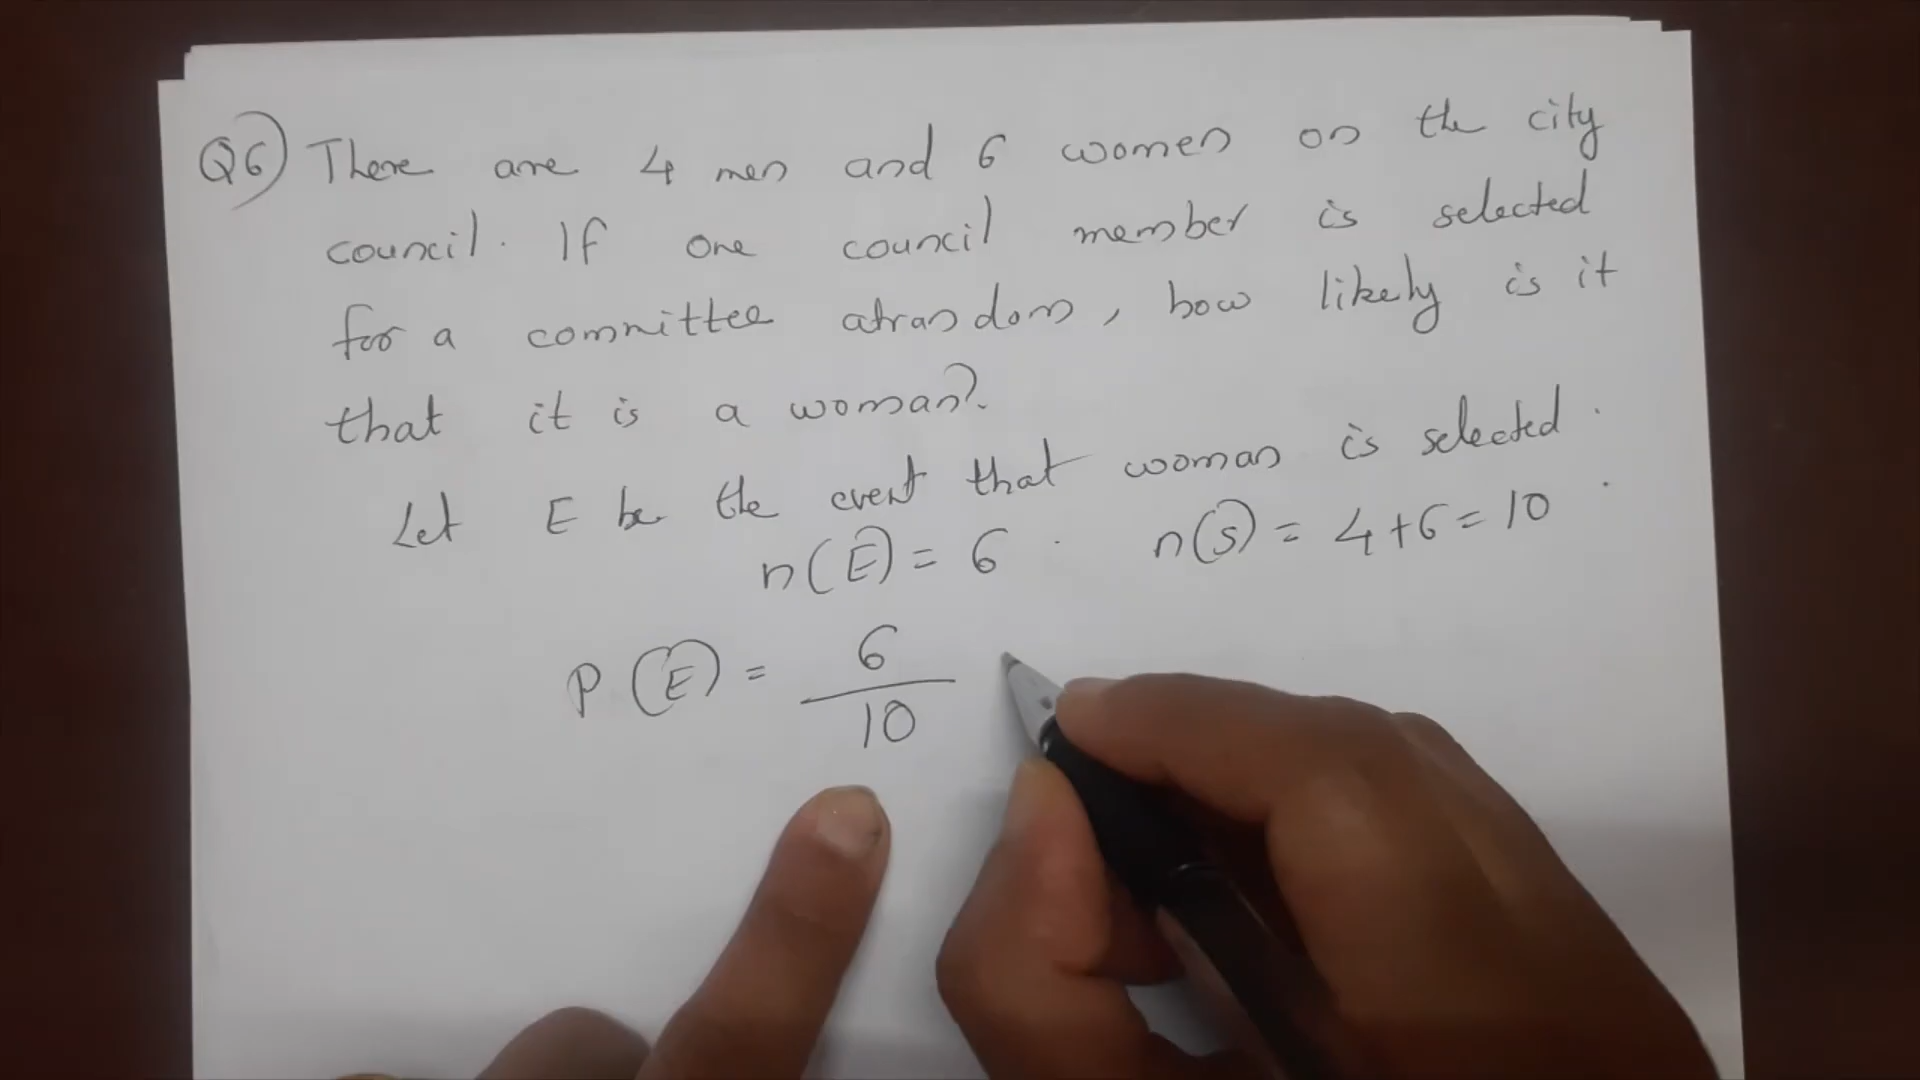 Q6) There are 4 men and 6 women on the city
council. If one council member is selected
for a committee atrandom, how likely is it
that it is a woman?
Let E be the event that woman is selected.
n(E) = 6. n(S) = 4+6 = 10
P(E) = 6/10